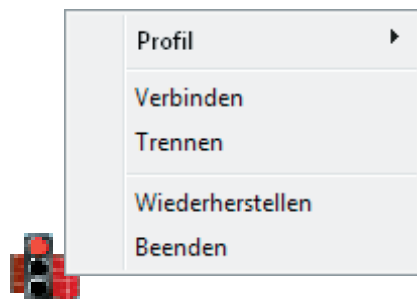 Profil
Verbinden
Trennen
Wiederherstellen
Beenden